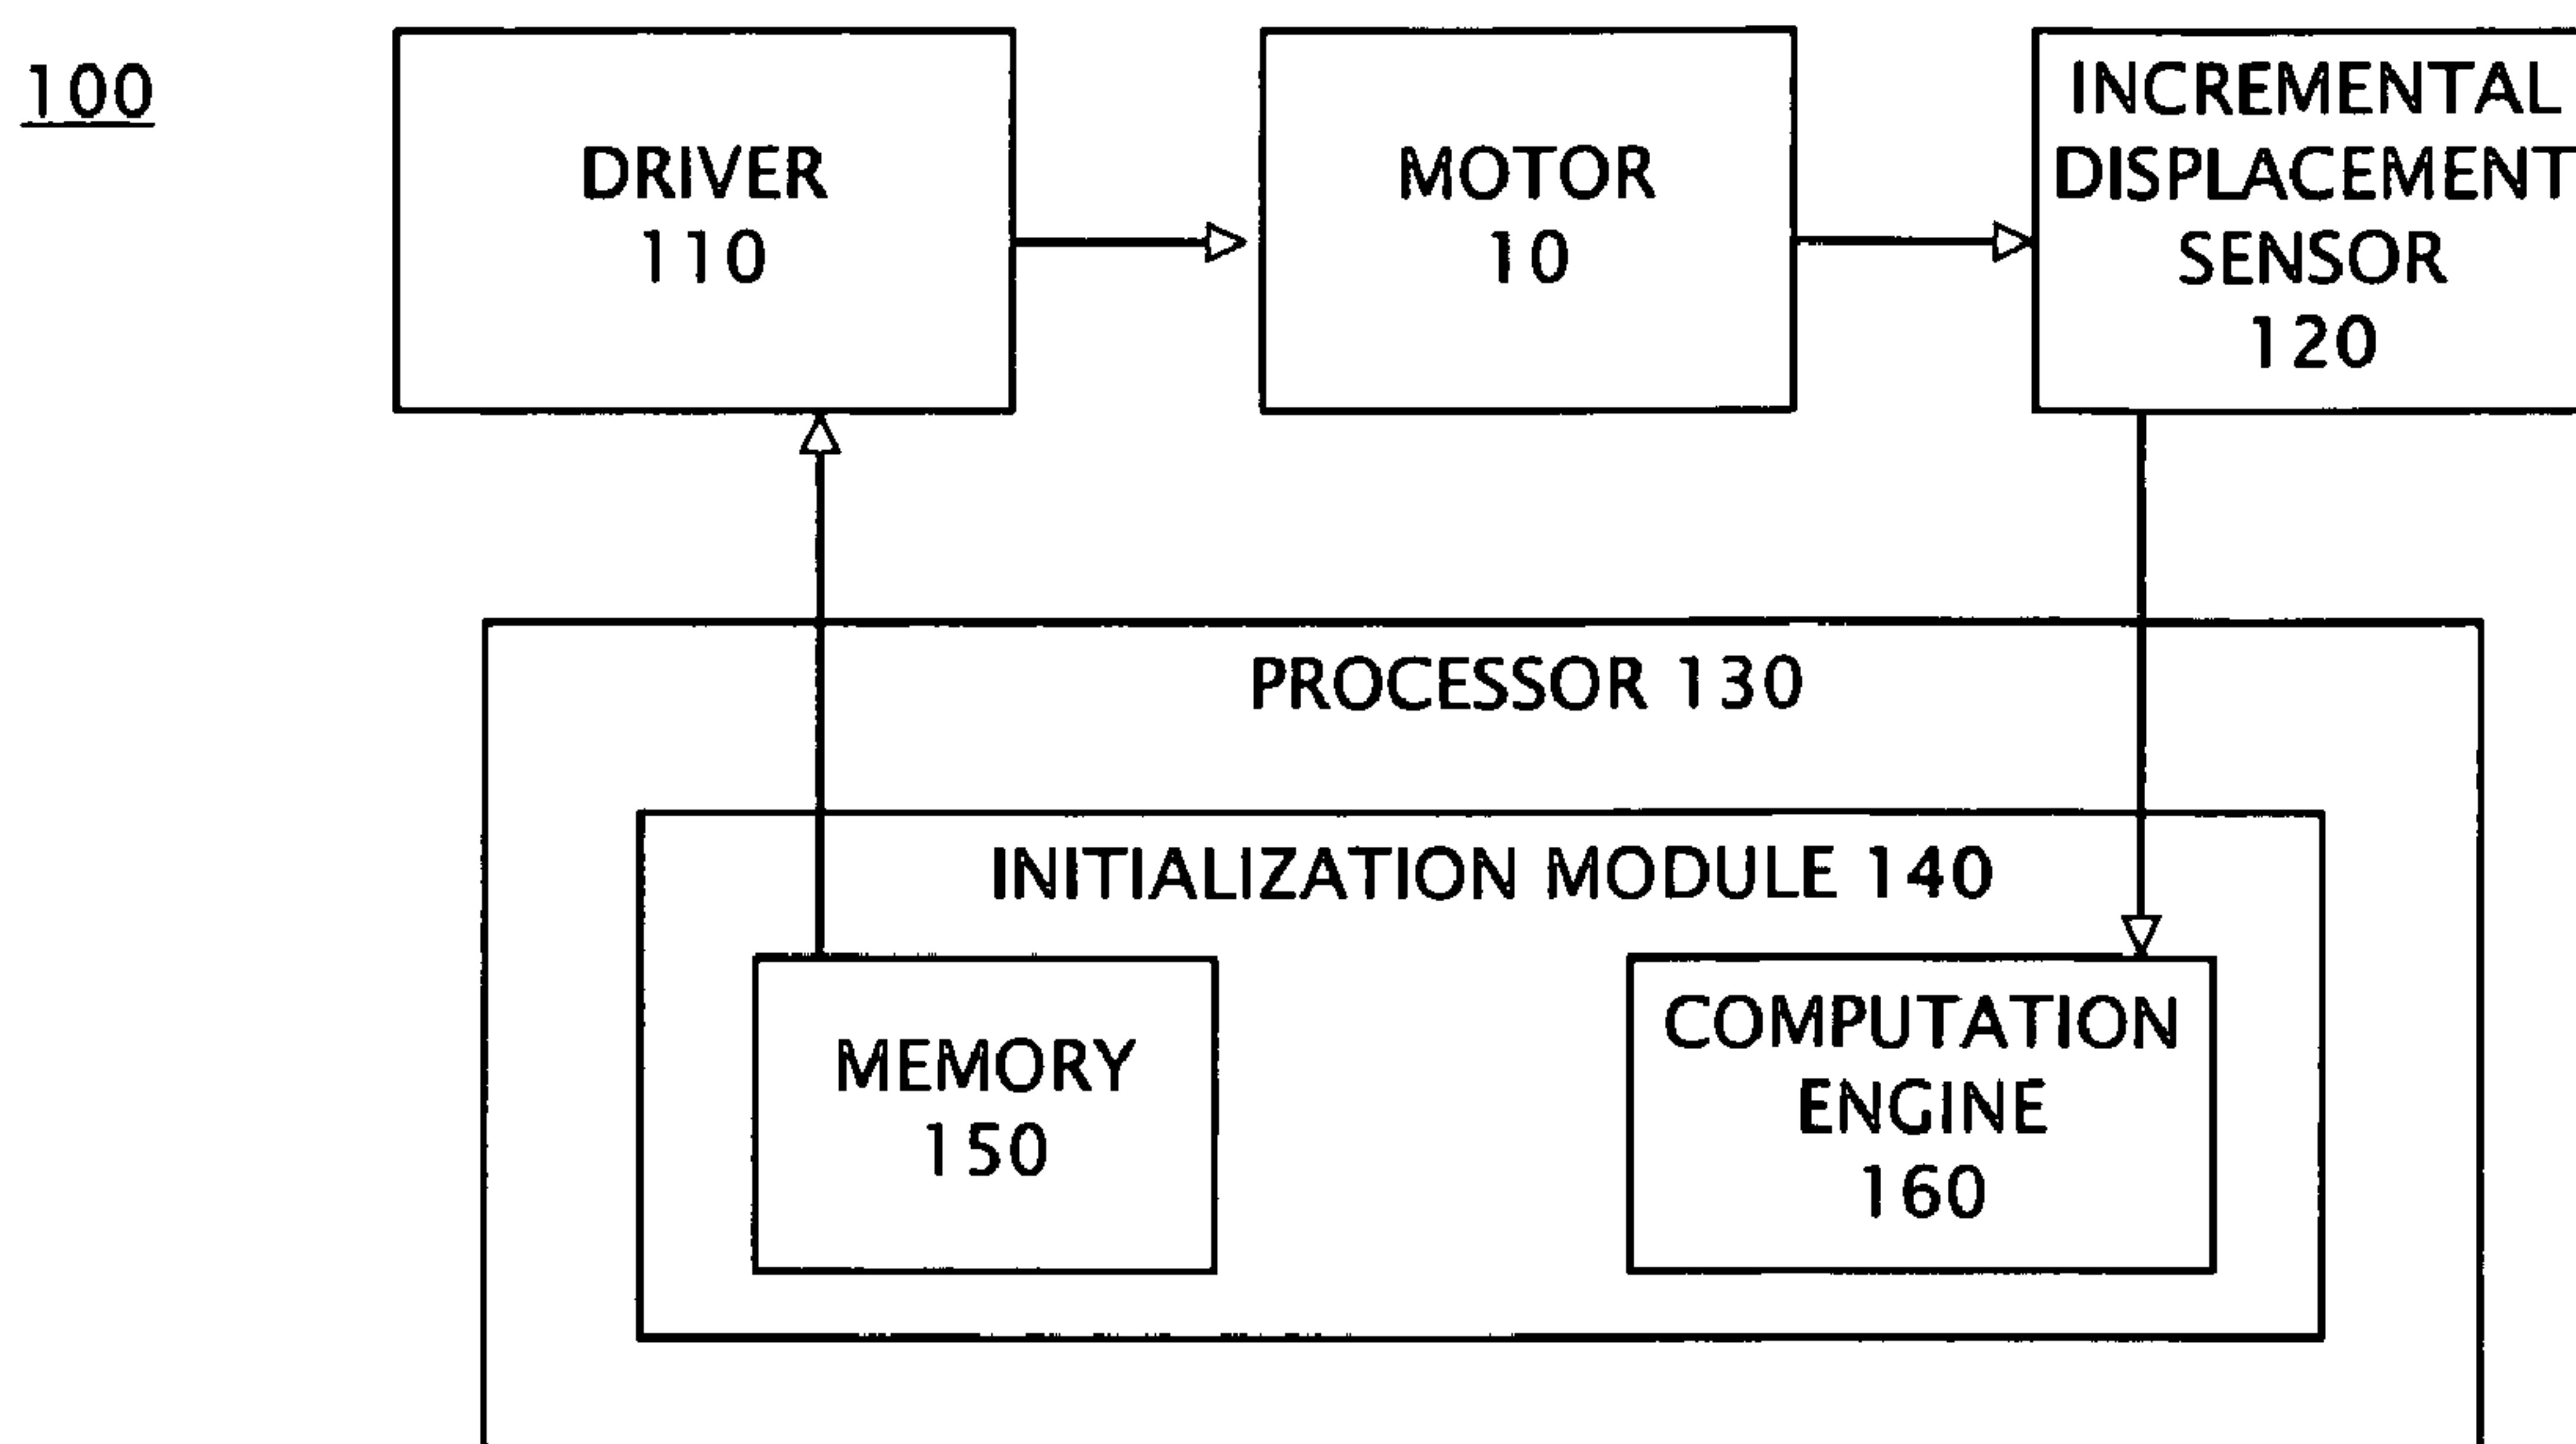 100
DRIVER
110
MOTOR
10
INCREMENTAL
DISPLACEMENT
SENSOR
120
PROCESSOR 130
INITIALIZATION MODULE 140
MEMORY
150
COMPUTATION
ENGINE
160